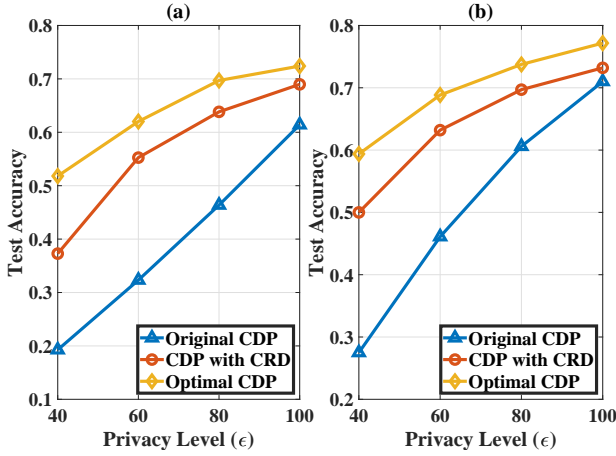 (a)
0.8
0.7
0.6
0.5
0.4
0.3
0.2
0.1
Test Accuracy
40 60 80 100
Privacy Level (ϵ)
Original CDP
CDP with CRD
Optimal CDP
(b)
0.8
0.7
0.6
0.5
0.4
0.3
0.2
Test Accuracy
40 60 80 100
Privacy Level (ϵ)
Original CDP
CDP with CRD
Optimal CDP